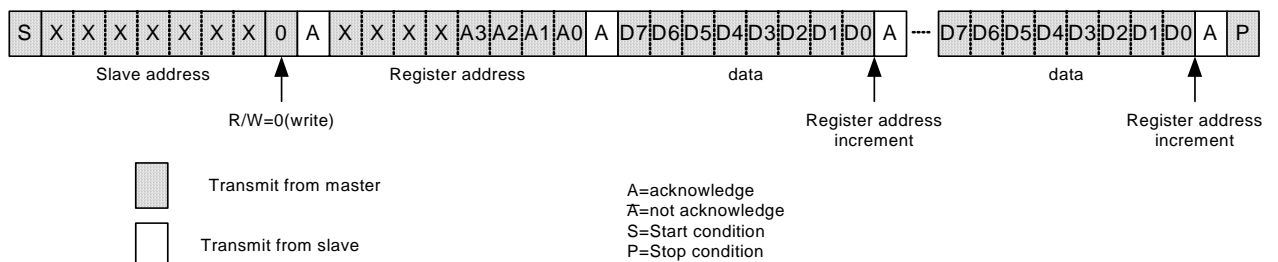 S X X X X X X X 0 A X X X X A3 A2 A1 A0 A D7 D6 D5 D4 D3 D2 D1 D0 A ---- D7 D6 D5 D4 D3 D2 D1 D0 A P
Slave address Register address data data
R/W=0(write)
Register address
increment
Register address
increment
Transmit from master
Transmit from slave
A=acknowledge
A̅=not acknowledge
S=Start condition
P=Stop condition